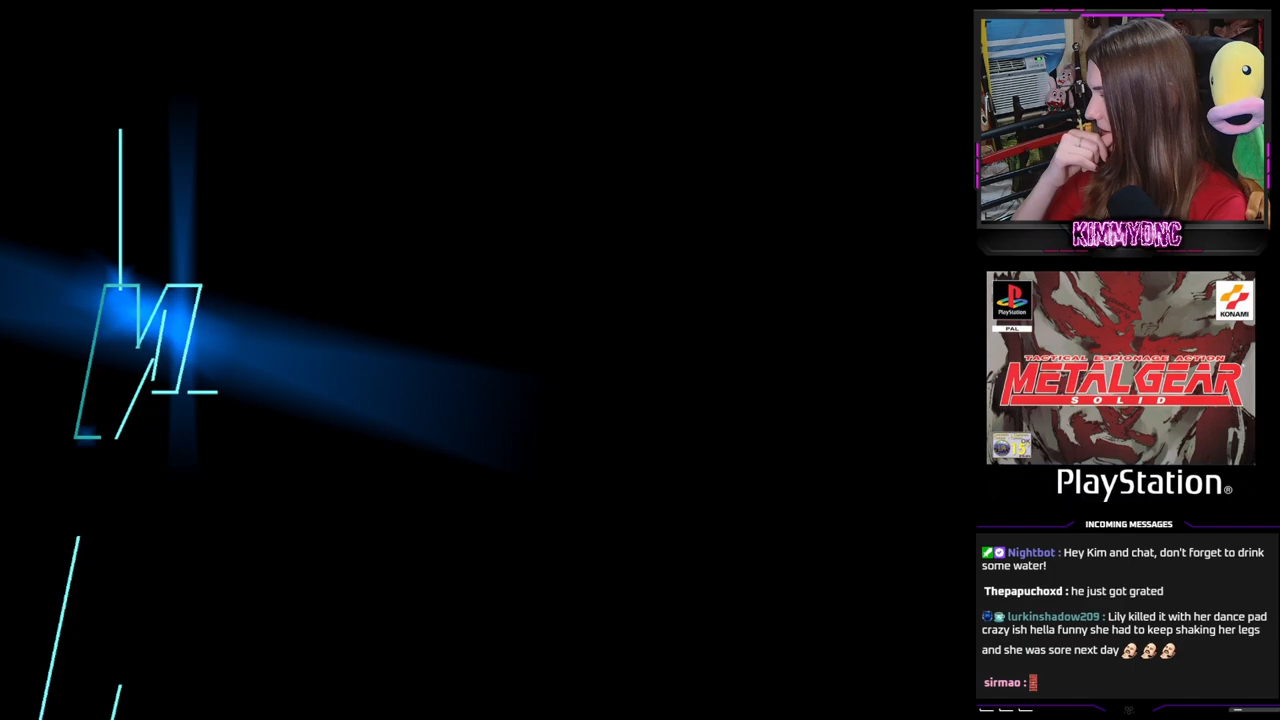 M
KIMMYDNC
PlayStation
PAL
KONAMI
TACTICAL ESPIONAGE ACTION
METAL GEAR
SOLID
15
PlayStation®
INCOMING MESSAGES
Nightbot : Hey Kim and chat, don't forget to drink
some water!
Thepapuchoxd : he just got grated
lurkinshadow209 : Lily killed it with her dance pad
crazy ish hella funny she had to keep shaking her legs
and she was sore next day
sirmao :